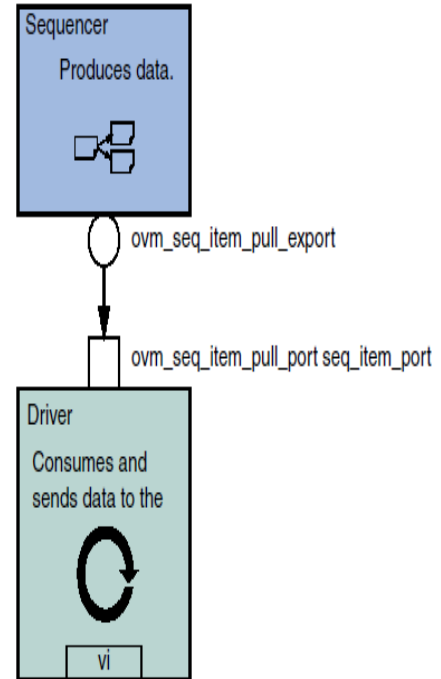 Sequencer
Produces data.
ovm_seq_item_pull_export
ovm_seq_item_pull_port seq_item_port
Driver
Consumes and
sends data to the
vi